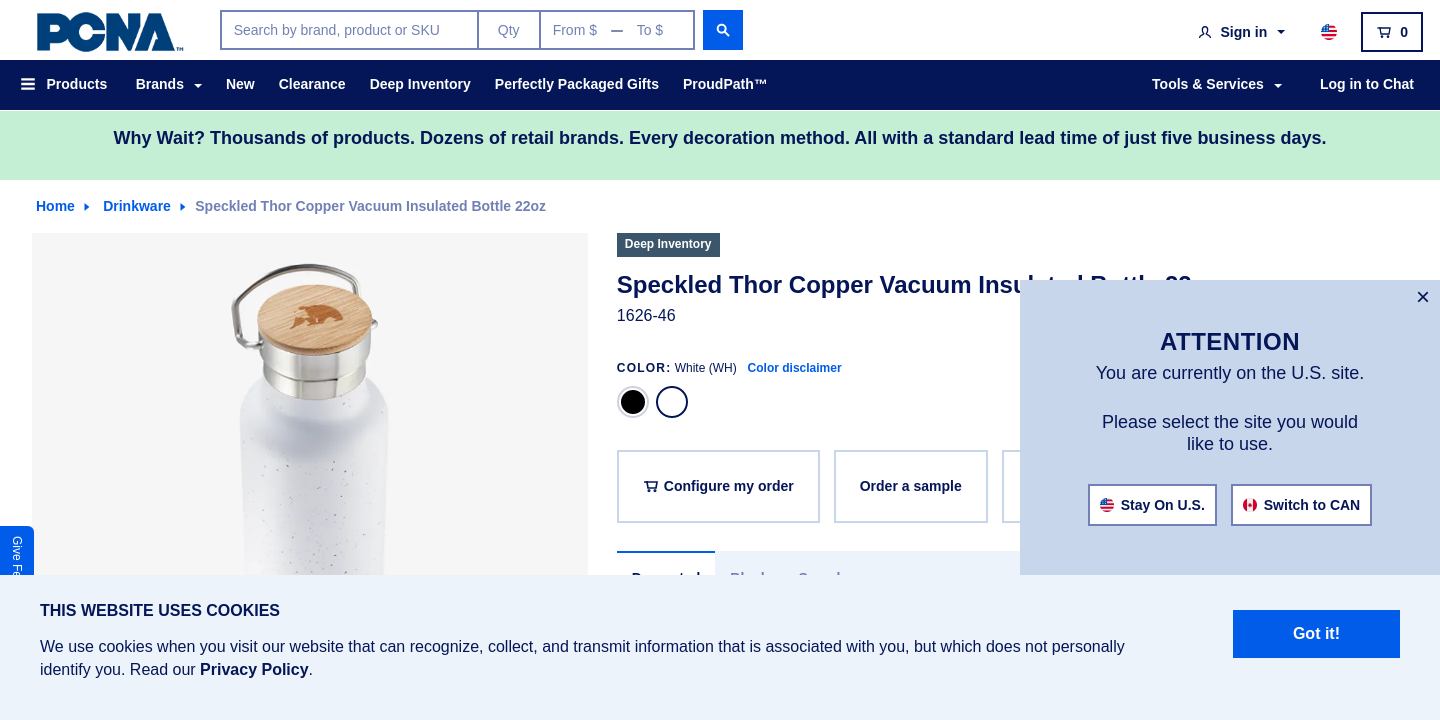 PCNA™
Search by brand, product or SKU
Qty
From $ — To $
Sign in
0
Products
Brands
New
Clearance
Deep Inventory
Perfectly Packaged Gifts
ProudPath™
Tools & Services
Log in to Chat
Why Wait? Thousands of products. Dozens of retail brands. Every decoration method. All with a standard lead time of just five business days.
Home
Drinkware
Speckled Thor Copper Vacuum Insulated Bottle 22oz
Deep Inventory
Speckled Thor Copper Vacuum
1626-46
COLOR: White (WH) Color disclaimer
Configure my order
Order a sample
×
ATTENTION
You are currently on the U.S. site.
Please select the site you would
like to use.
Stay On U.S.
Switch to CAN
Give
THIS WEBSITE USES COOKIES
We use cookies when you visit our website that can recognize, collect, and transmit information that is associated with you, but which does not personally
identify you. Read our Privacy Policy.
Got it!